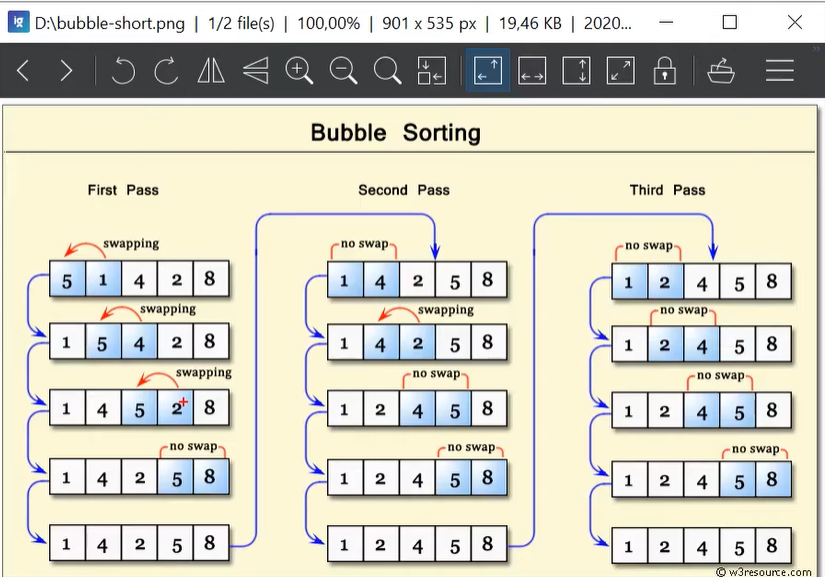 D:\bubble-short.png | 1/2 file(s) | 100,00% | 901 x 535 px | 19,46 KB | 2020...
Bubble Sorting
First Pass
swapping
5 1 4 2 8
swapping
1 5 4 2 8
swapping
1 4 5 2 8
no swap
1 4 2 5 8
1 4 2 5 8
Second Pass
no swap
1 4 2 5 8
swapping
1 4 2 5 8
no swap
1 2 4 5 8
no swap
1 2 4 5 8
1 2 4 5 8
Third Pass
no swap
1 2 4 5 8
no swap
1 2 4 5 8
no swap
1 2 4 5 8
no swap
1 2 4 5 8
1 2 4 5 8
© w3resource.com